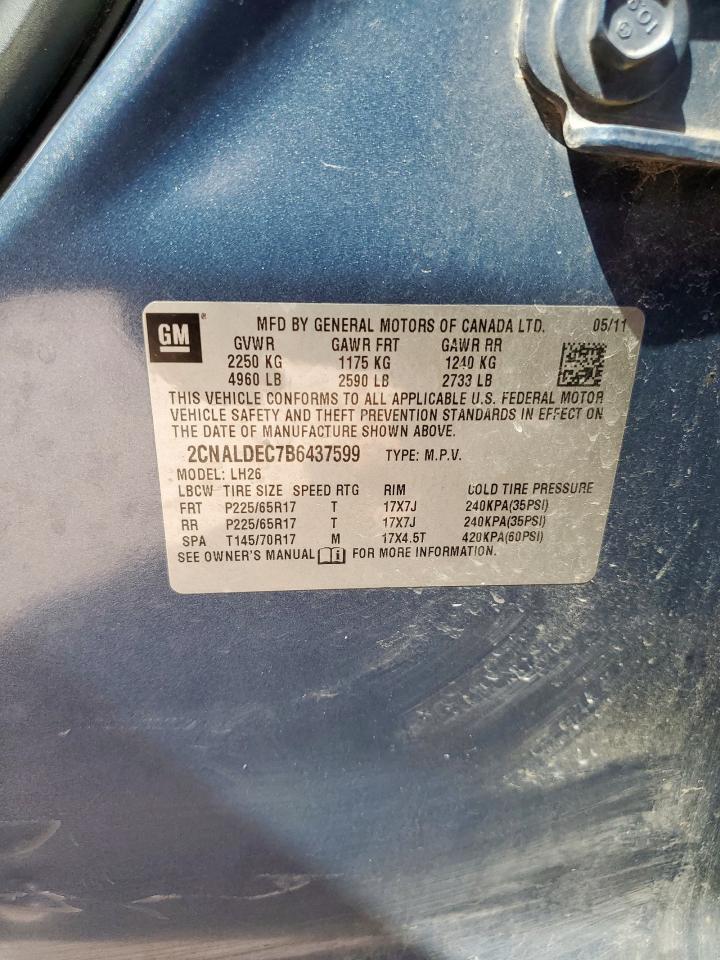 GM
MFD BY GENERAL MOTORS OF CANADA LTD. 05/11
GVWR GAWR FRT GAWR RR
2250 KG 1175 KG 1240 KG
4960 LB 2590 LB 2733 LB
THIS VEHICLE CONFORMS TO ALL APPLICABLE U.S. FEDERAL MOTOR
VEHICLE SAFETY AND THEFT PREVENTION STANDARDS IN EFFECT ON
THE DATE OF MANUFACTURE SHOWN ABOVE.
2CNALDEC7B6437599 TYPE: M.P.V.
MODEL: LH26
LBCW TIRE SIZE SPEED RTG RIM COLD TIRE PRESSURE
FRT P225/65R17 T 17X7J 240KPA(35PSI)
RR P225/65R17 T 17X7J 240KPA(35PSI)
SPA T145/70R17 M 17X4.5T 420KPA(60PSI)
SEE OWNER'S MANUAL FOR MORE INFORMATION.